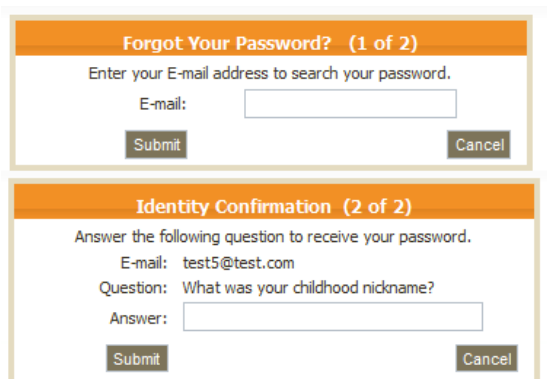 Forgot Your Password? (1 of 2)
Enter your E-mail address to search your password.
E-mail:
Submit Cancel
Identity Confirmation (2 of 2)
Answer the following question to receive your password.
E-mail: test5@test.com
Question: What was your childhood nickname?
Answer:
Submit Cancel